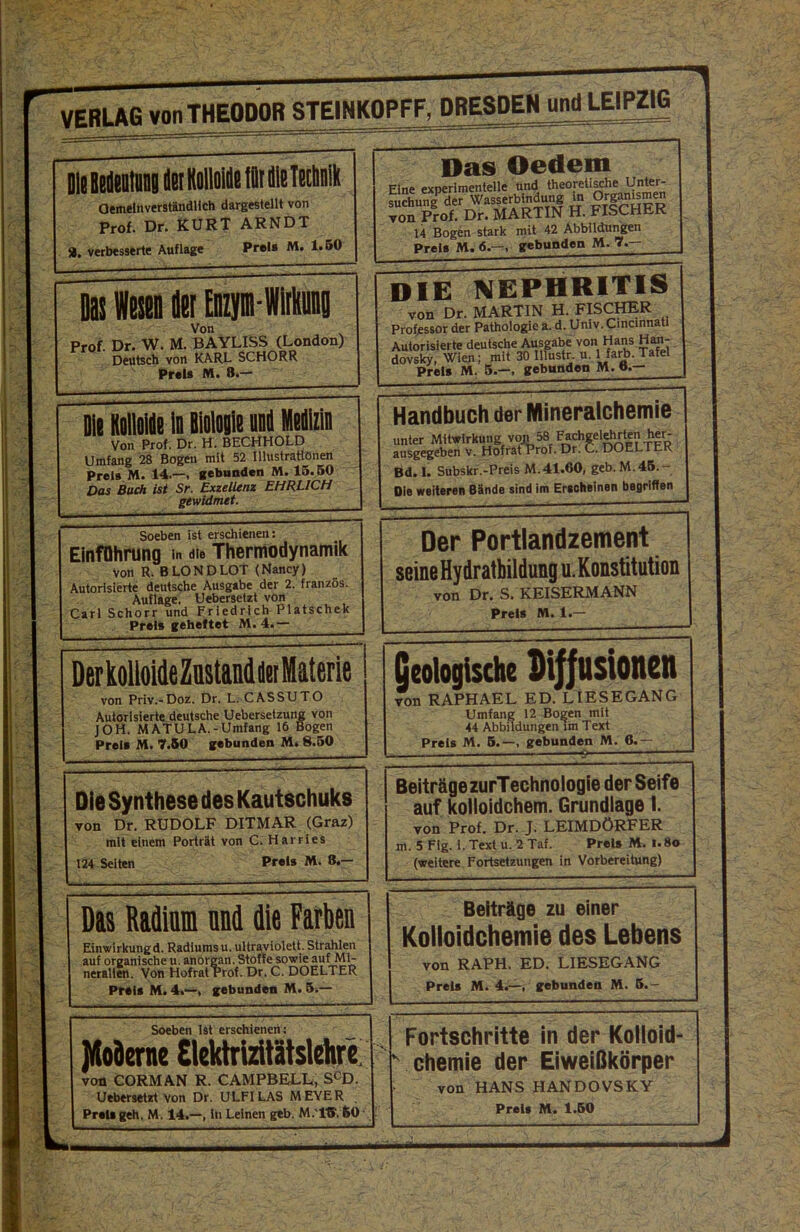 VERLAG von THEODOR STEINKOPFF, DRESDEN und LEIPZIG
Die Bedeutung der Kolloide für die Technik
Gemeinverständlich dargestellt von
Prof. Dr. KURT ARNDT
verbesserte Auflage Preis M. 1.50
Das Wesen der Enzym-Wirkung
Von
Prof. Dr. W. M. BAYLISS (London)
Deutsch von KARL SCHORR
Preis M. 8.—
Die Kolloide in Biologie und Medizin
Von Prof. Dr. H. BECHHOLD
Umfang 28 Bogen mit 52 Illustrationen
Preis M. 14.—, gebunden M. 15.50
Das Buch ist Sr. Exzellenz EHRLICH
gewidmet.
Soeben ist erschienen:
Einführung in die Thermodynamik
von R. BLONDLOT (Nancy)
Autorisierte deutsche Ausgabe der 2. französ.
Auflage. Uebersetzt von
Carl Schorr und Friedrich Platschek
Preis geheftet M. 4.—
Der kolloide Zustand der Materie
von Priv.-Doz. Dr. L. CASSUTO
Autorisierte deutsche Uebersetzung von
JOH. MATULA.-Umfang 16 Bogen
Preis M. 7.50 gebunden M. 8.50
Die Synthese des Kautschuks
von Dr. RUDOLF DITMAR (Graz)
mit einem Porträt von C. Harries
124 Seiten Preis M. 8.—
Das Radium und die Farben
Einwirkung d. Radiums u. ultraviolett. Strahlen
auf organische u. anorgan. Stoffe sowie auf Mi-
neralien. Von Hofrat Prof. Dr. C. DOELTER
Preis M. 4.—, gebunden M. 5.—
Soeben ist erschienen:
Moderne Elektrizitätslehre
von CORMAN R. CAMPBELL, ScD.
Uebersetzt von Dr. ULFILAS MEYER
Preis geh. M. 14.—, in Leinen geb. M. 15.50
Das Oedem
Eine experimentelle und theoretische Unter-
suchung der Wasserbindung in Organismen
von Prof. Dr. MARTIN H. FISCHER
14 Bogen stark mit 42 Abbildungen
Preis M. 6.—, gebunden M. 7.—
DIE NEPHRITIS
von Dr. MARTIN H. FISCHER
Professor der Pathologie a. d. Univ. Cincinnati
Autorisierte deutsche Ausgabe von Hans Han-
dovsky, Wien; mit 30 Illustr. u. 1 farb. Tafel
Preis M. 5.—, gebunden M. 6.—
Handbuch der Mineralchemie
unter Mitwirkung von 58 Fachgelehrten her-
ausgegeben v. Hofrat Prof. Dr. C. DOELTER
Bd. I. Subskr.-Preis M. 41.60, geb. M. 45.-
Die weiteren Bände sind im Erscheinen begriffen
Der Portlandzement
seine Hydratbildung u. Konstitution
von Dr. S. KEISERMANN
Preis M. 1.—
Geologische Diffusionen
von RAPHAEL ED. LIESEGANG
Umfang 12 Bogen mit
44 Abbildungen im Text
Preis M. 5.—, gebunden M. 6.—
Beiträge zur Technologie der Seife
auf kolloidchem. Grundlage I.
von Prof. Dr. J. LEIMDÖRFER
m. 5 Fig. i. Text u. 2 Taf. Preis M. 1.80
(weitere Fortsetzungen in Vorbereitung)
Beiträge zu einer
Kolloidchemie des Lebens
von RAPH. ED. LIESEGANG
Preis M. 4.—, gebunden M. 5.-
Fortschritte in der Kolloid-
chemie der Eiweißkörper
von HANS HANDOVSKY
Preis M. 1.50